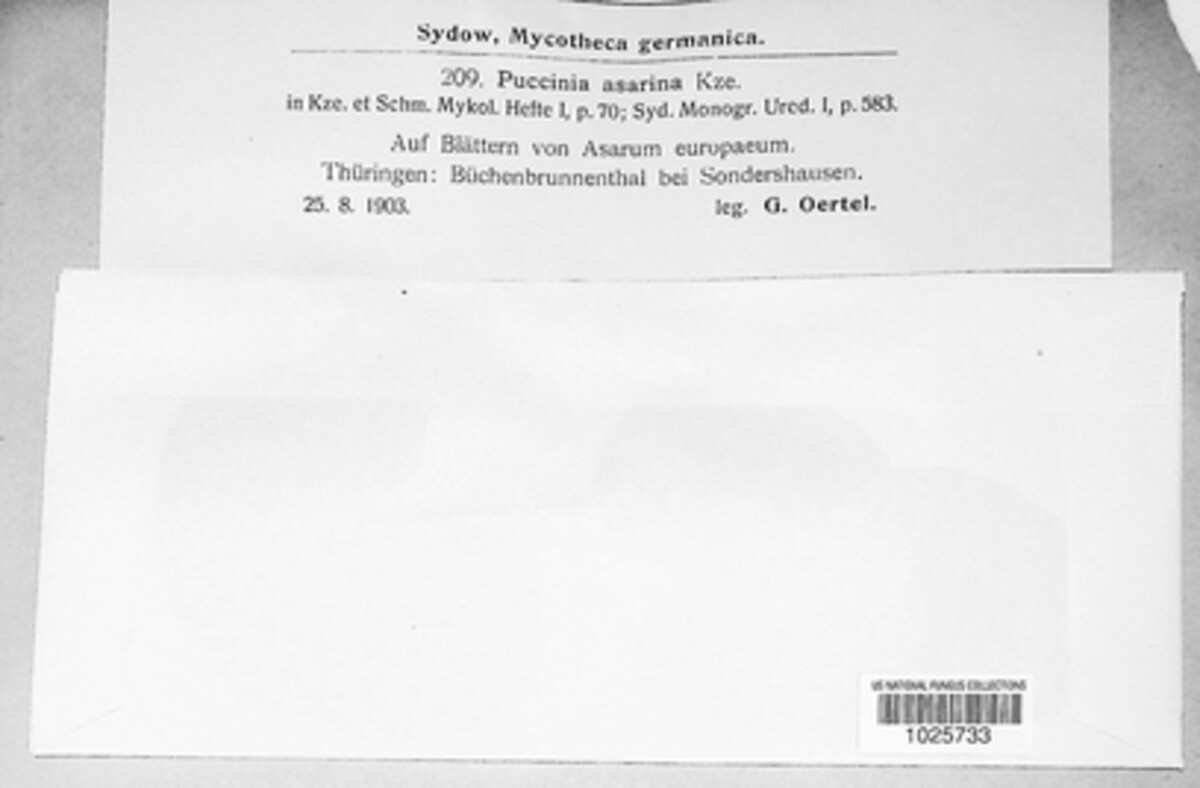 Sydow, Mycotheca germanica.
209. Puccinia asarina Kze.
in Kze. et Schm. Mykol. Hefte I, p. 70; Syd. Monogr. Ured. I, p. 583.
Auf Blättern von Asarum europaeum.
Thüringen: Büchenbrunnenthal bei Sondershausen.
25. 8. 1903. leg. G. Oertel.
US NATIONAL FUNGUS COLLECTIONS
1025733